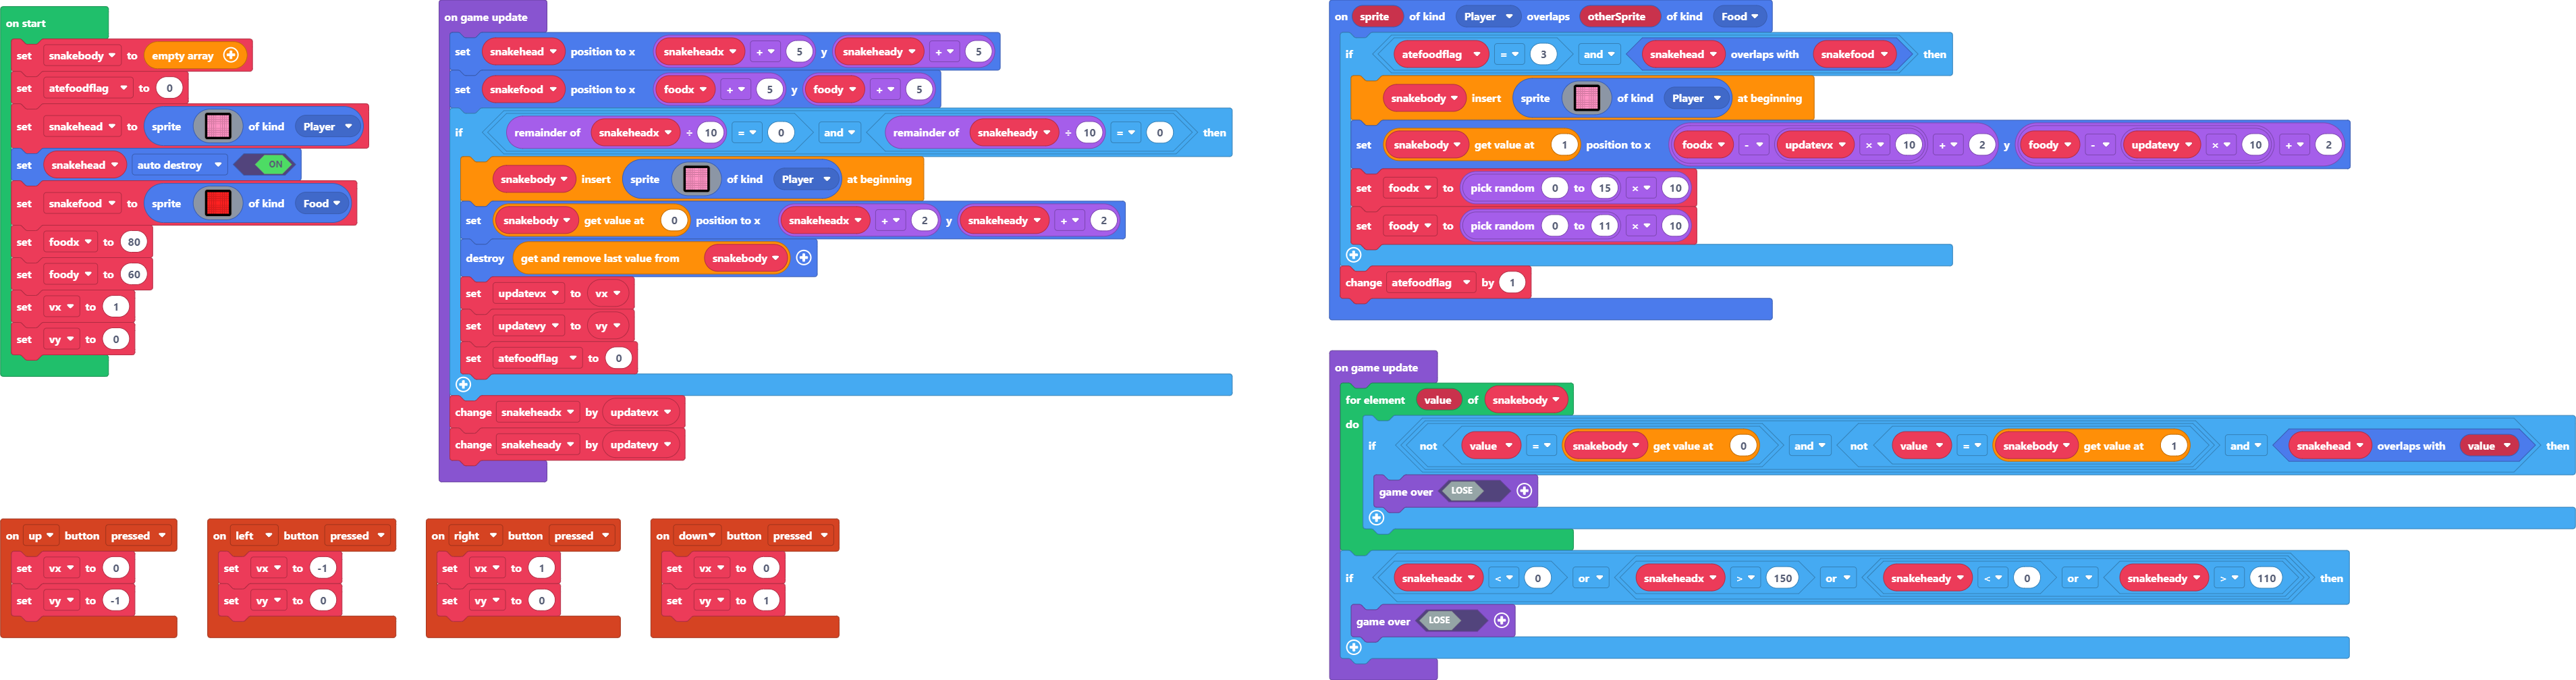 on start
set snakebody to empty array
set atefoodflag to 0
set snakehead to sprite of kind Player
set snakehead auto destroy ON
set snakefood to sprite of kind Food
set foodx to 80
set foody to 60
set vx to 1
set vy to 0
on game update
set snakehead position to x snakeheadx + 5 y snakeheady + 5
set snakefood position to x foodx + 5 y foody + 5
if remainder of snakeheadx ÷ 10 = 0 and remainder of snakeheady ÷ 10 = 0 then
snakebody insert sprite of kind Player at beginning
set snakebody get value at 0 position to x snakeheadx + 2 y snakeheady + 2
destroy get and remove last value from snakebody
set updatevx to vx
set updatevy to vy
set atefoodflag to 0
change snakeheadx by updatevx
change snakeheady by updatevy
on sprite of kind Player overlaps otherSprite of kind Food
if atefoodflag = 3 and snakehead overlaps with snakefood then
snakebody insert sprite of kind Player at beginning
set snakebody get value at 1 position to x foodx - updatevx × 10 + 2 y foody - updatevy × 10 + 2
set foodx to pick random 0 to 15 × 10
set foody to pick random 0 to 11 × 10
change atefoodflag by 1
on game update
for element value of snakebody
do
if not value = snakebody get value at 0 and not value = snakebody get value at 1 and snakehead overlaps with value then
game over LOSE
if snakeheadx < 0 or snakeheadx > 150 or snakeheady < 0 or snakeheady > 110 then
game over LOSE
on up button pressed
set vx to 0
set vy to -1
on left button pressed
set vx to -1
set vy to 0
on right button pressed
set vx to 1
set vy to 0
on down button pressed
set vx to 0
set vy to 1